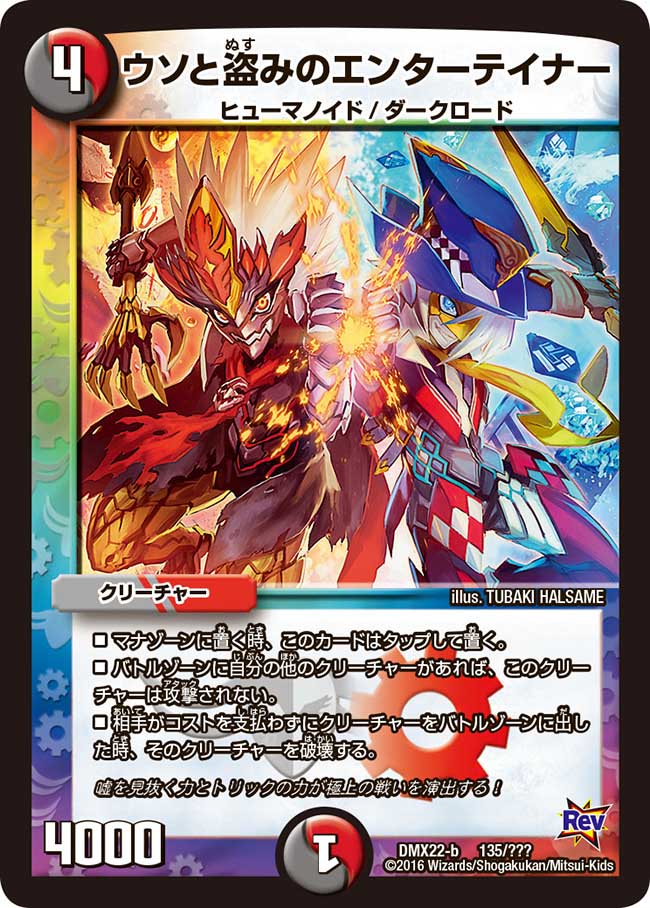 4
ウソと盗みのエンターテイナー
ぬす
ヒューマノイド / ダークロード
クリーチャー
illus. TUBAKI HALSAME
■ マナゾーンに置く時、このカードはタップして置く。
■ バトルゾーンに自分の他のクリーチャーがあれば、このクリー
チャーは攻撃されない。
■ 相手がコストを支払わずにクリーチャーをバトルゾーンに出し
た時、そのクリーチャーを破壊する。
嘘を見抜く力とトリックの力が極上の戦いを演出する！
4000
1
Rev
DMX22-b 135/???
©2016 Wizards/Shogakukan/Mitsui-Kids